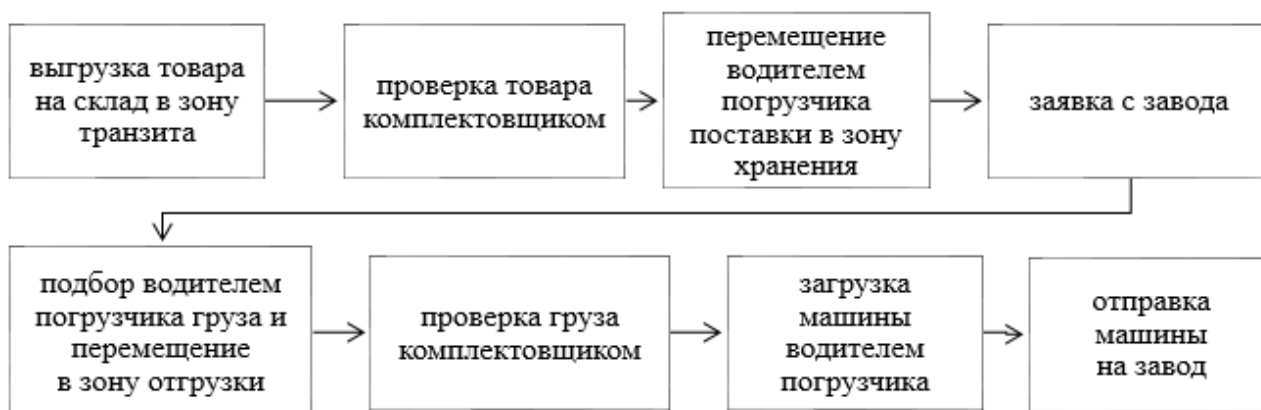 выгрузка товара
на склад в зону
транзита
проверка товара
комплектовщиком
перемещение
водителем
погрузчика
поставки в зону
хранения
заявка с завода
подбор водителем
погрузчика груза и
перемещение
в зону отгрузки
проверка груза
комплектовщиком
загрузка
машины
водителем
погрузчика
отправка
машины
на завод